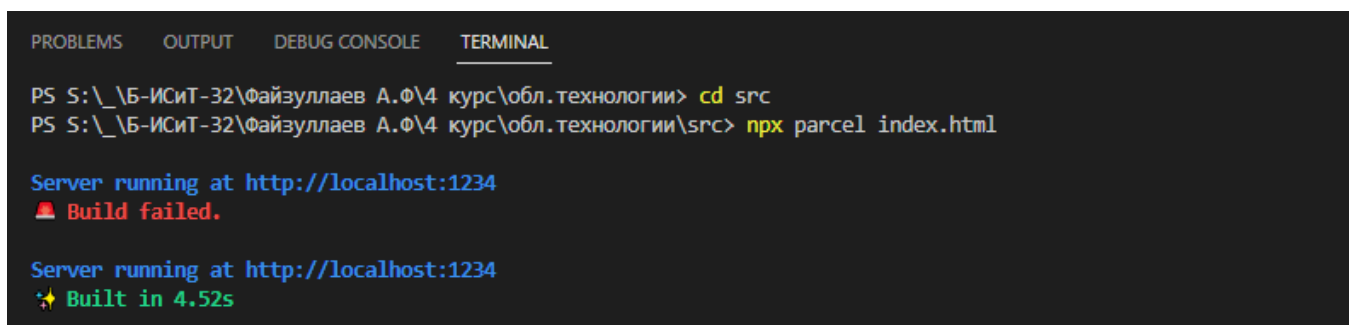 PROBLEMS OUTPUT DEBUG CONSOLE TERMINAL
PS S:\_\Б-ИСиТ-32\Файзуллаев А.Ф\4 курс\обл.технологии> cd src
PS S:\_\Б-ИСиТ-32\Файзуллаев А.Ф\4 курс\обл.технологии\src> npx parcel index.html
Server running at http://localhost:1234
🚨 Build failed.
Server running at http://localhost:1234
✨ Built in 4.52s